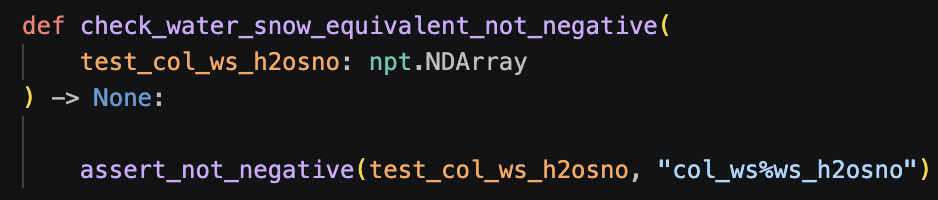 def check_water_snow_equivalent_not_negative(
    test_col_ws_h2osno: npt.NDArray
) -> None:
    assert_not_negative(test_col_ws_h2osno, "col_ws%ws_h2osno")